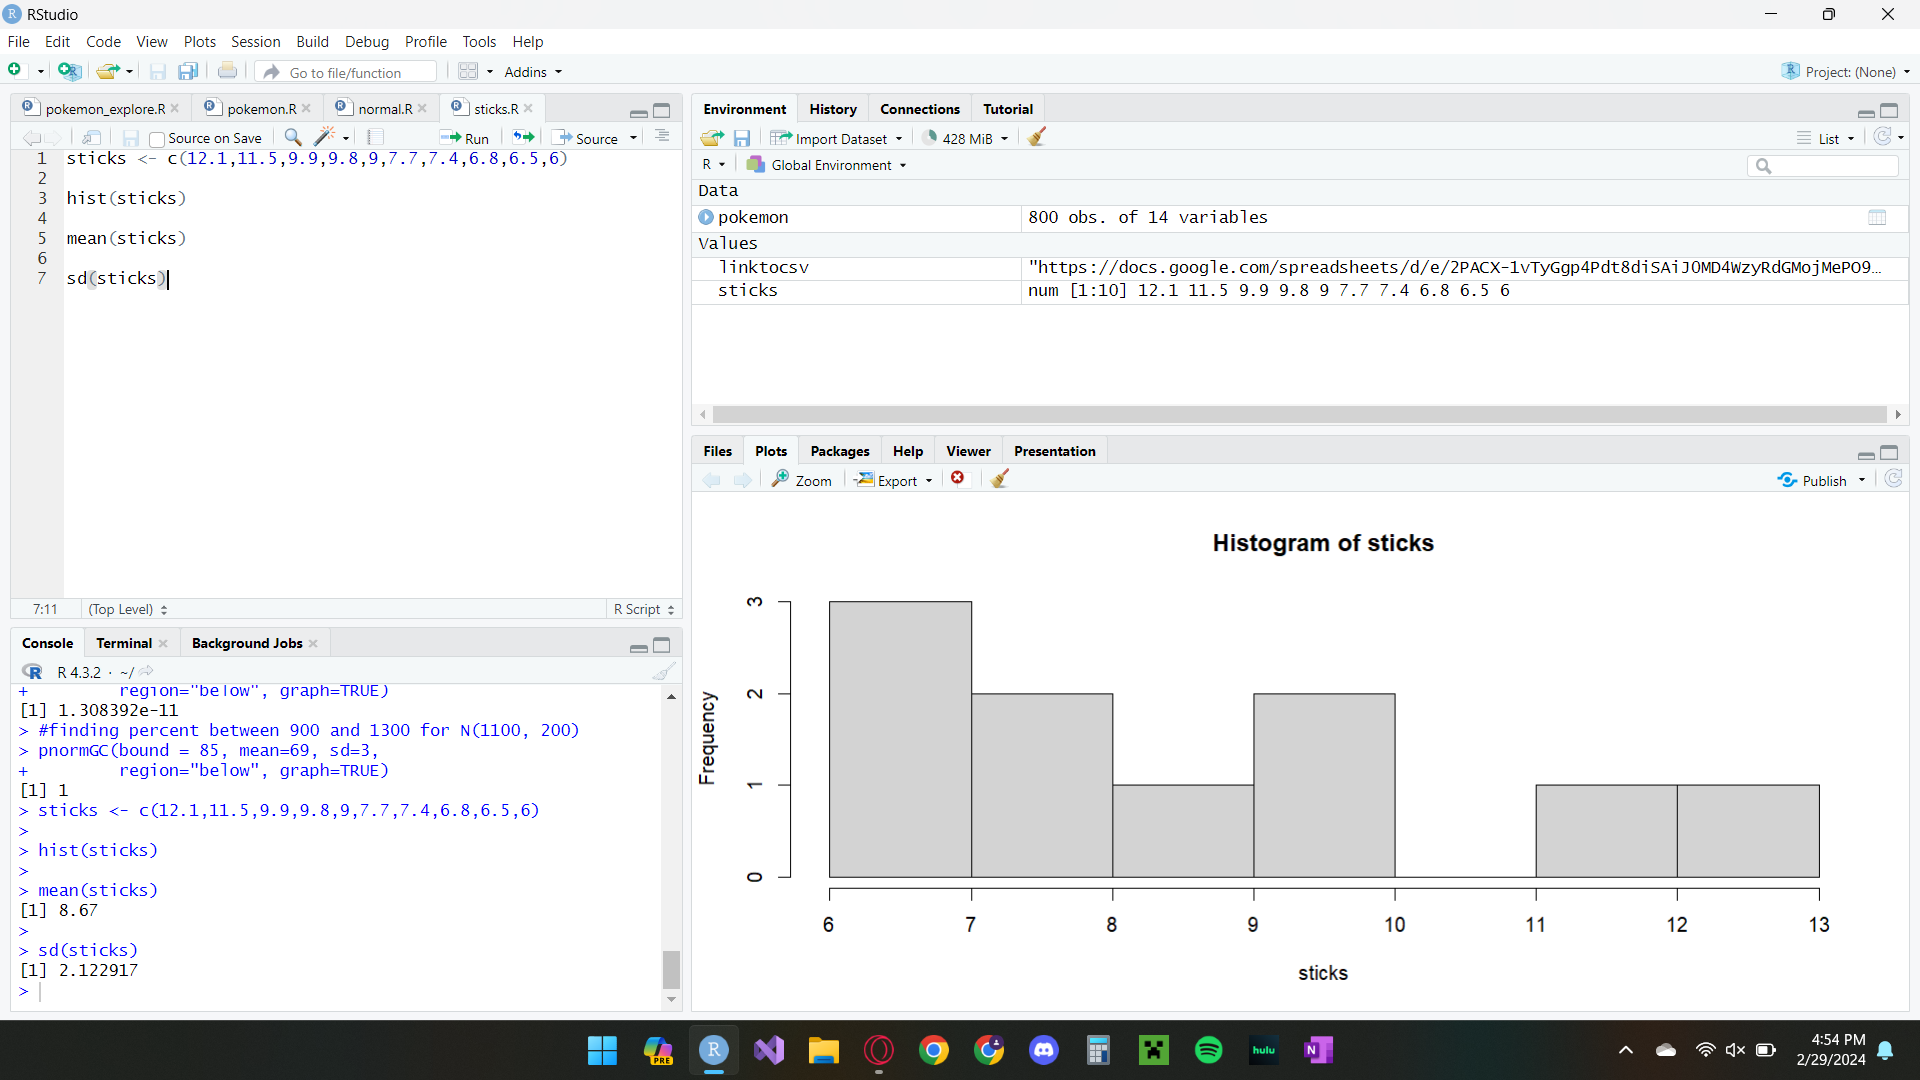 RStudio
File Edit Code View Plots Session Build Debug Profile Tools Help
Go to file/function Addins Project: (None)
pokemon_explore.R pokemon.R normal.R sticks.R
Source on Save Run Source
1 sticks <- c(12.1,11.5,9.9,9.8,9,7.7,7.4,6.8,6.5,6)
2
3 hist(sticks)
4
5 mean(sticks)
6
7 sd(sticks)
7:11 (Top Level) R Script
Console Terminal Background Jobs
R 4.3.2 · ~/
+ region="below", graph=TRUE)
[1] 1.308392e-11
> #finding percent between 900 and 1300 for N(1100, 200)
> pnormGC(bound = 85, mean=69, sd=3,
+ region="below", graph=TRUE)
[1] 1
> sticks <- c(12.1,11.5,9.9,9.8,9,7.7,7.4,6.8,6.5,6)
>
> hist(sticks)
>
> mean(sticks)
[1] 8.67
>
> sd(sticks)
[1] 2.122917
>
Environment History Connections Tutorial
Import Dataset 428 MiB List
R Global Environment
Data
pokemon 800 obs. of 14 variables
Values
linktocsv "https://docs.google.com/spreadsheets/d/e/2PACX-1vTyGgp4Pdt8diSAiJ0MD4WzyRdGMojMePO9…
sticks num [1:10] 12.1 11.5 9.9 9.8 9 7.7 7.4 6.8 6.5 6
Files Plots Packages Help Viewer Presentation
Zoom Export Publish
Histogram of sticks
Frequency
3
2
1
0
6 7 8 9 10 11 12 13
sticks
PRE
R
hulu
N
4:54 PM
2/29/2024